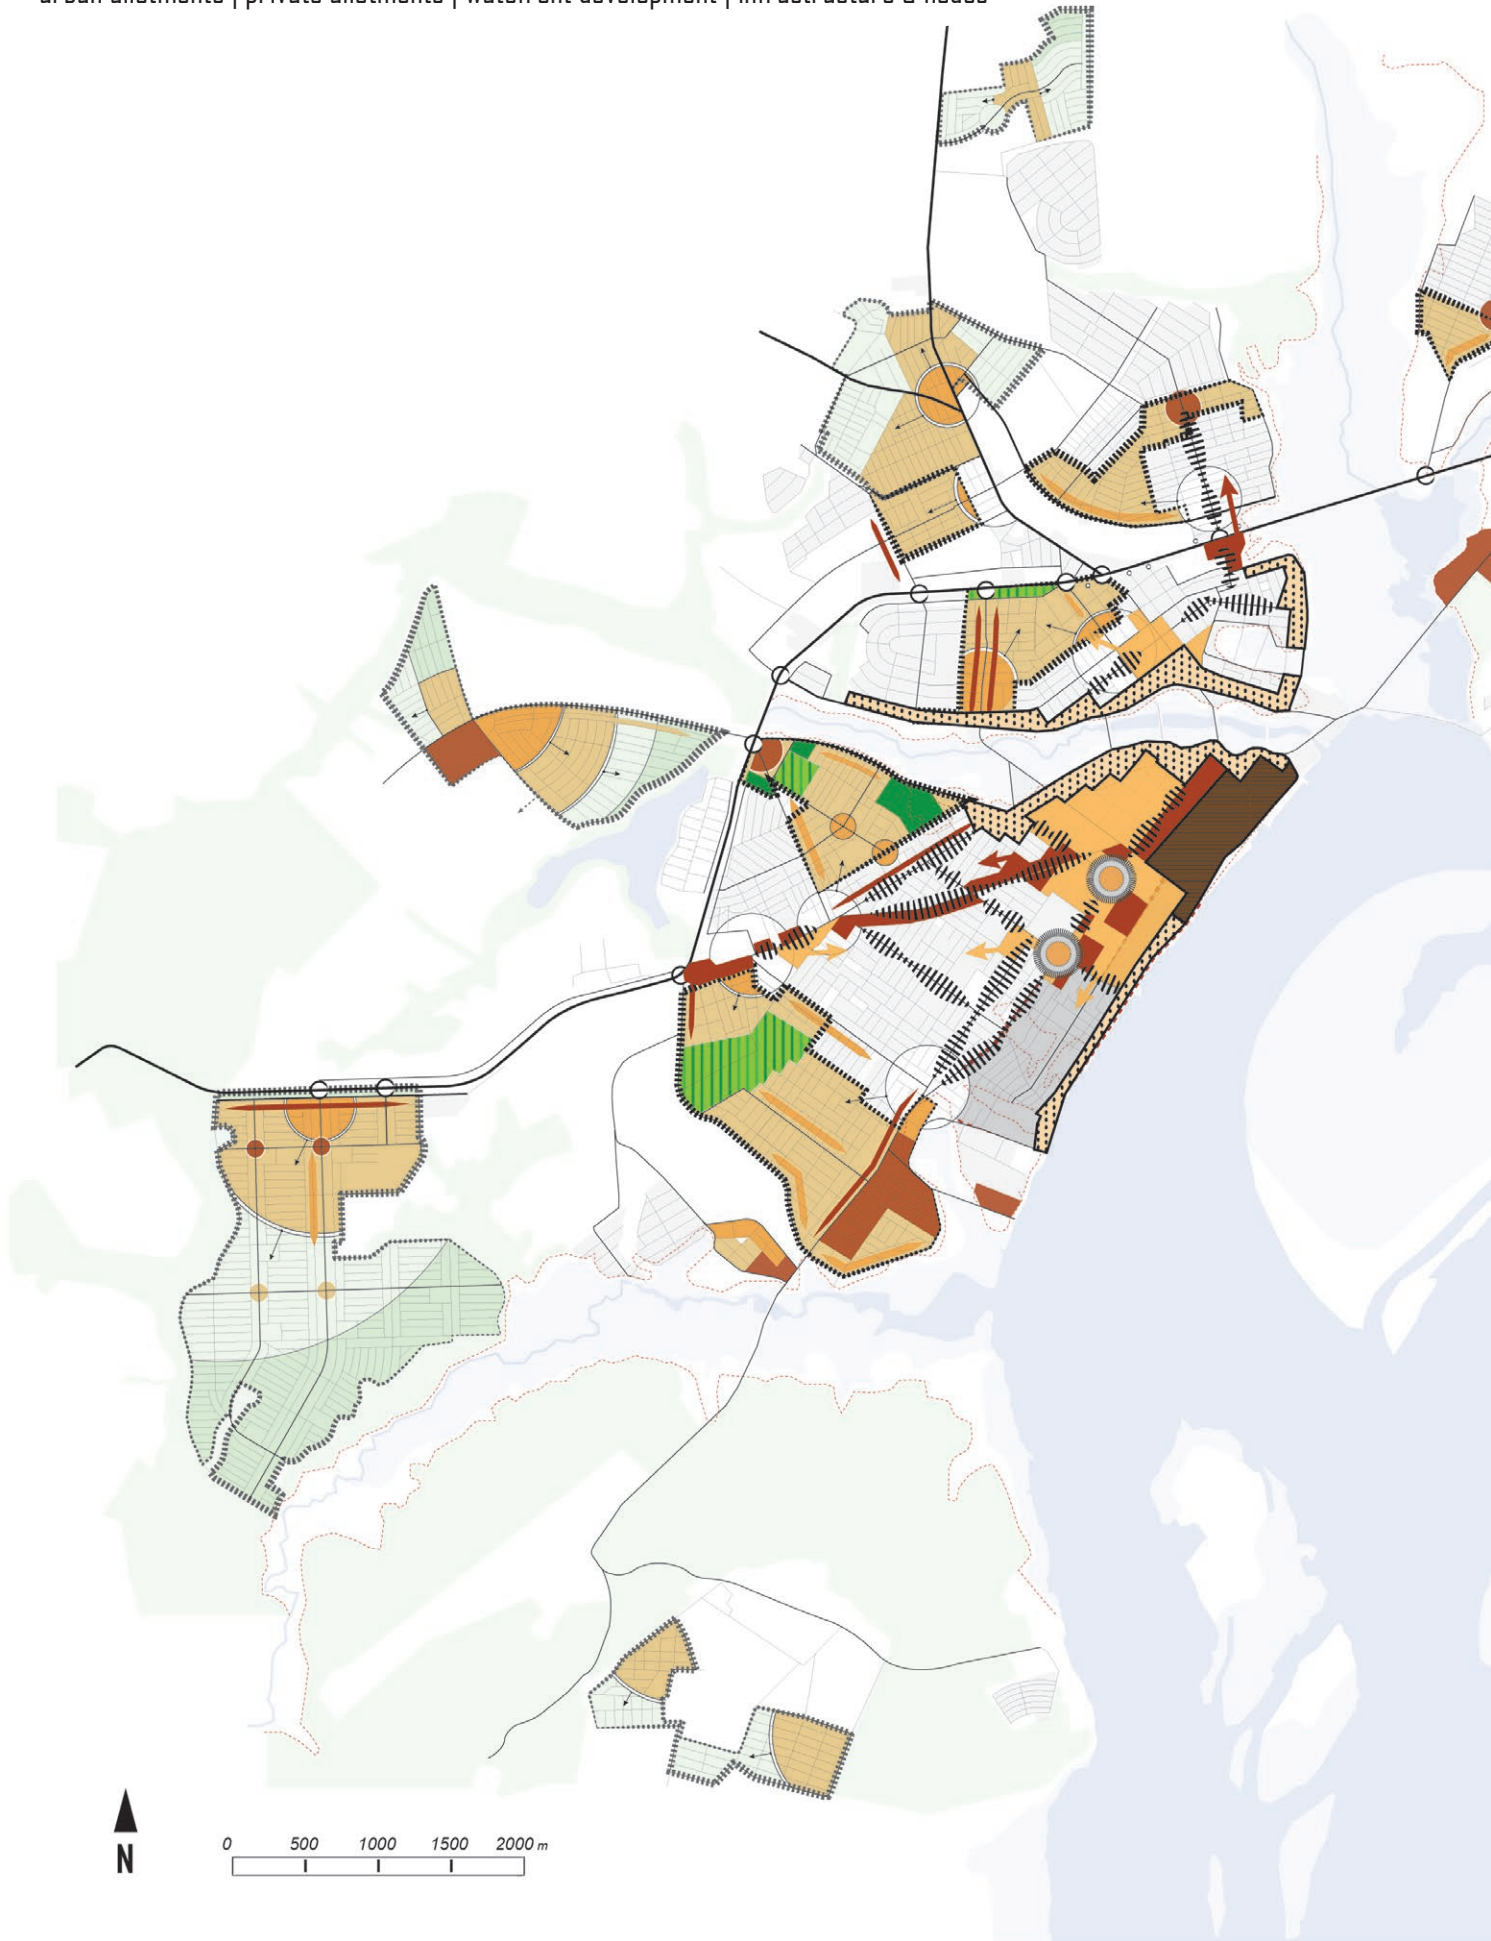 urban allotments | private allotments | waterfront development | infrastructure & nodes
N
0 500 1000 1500 2000 m